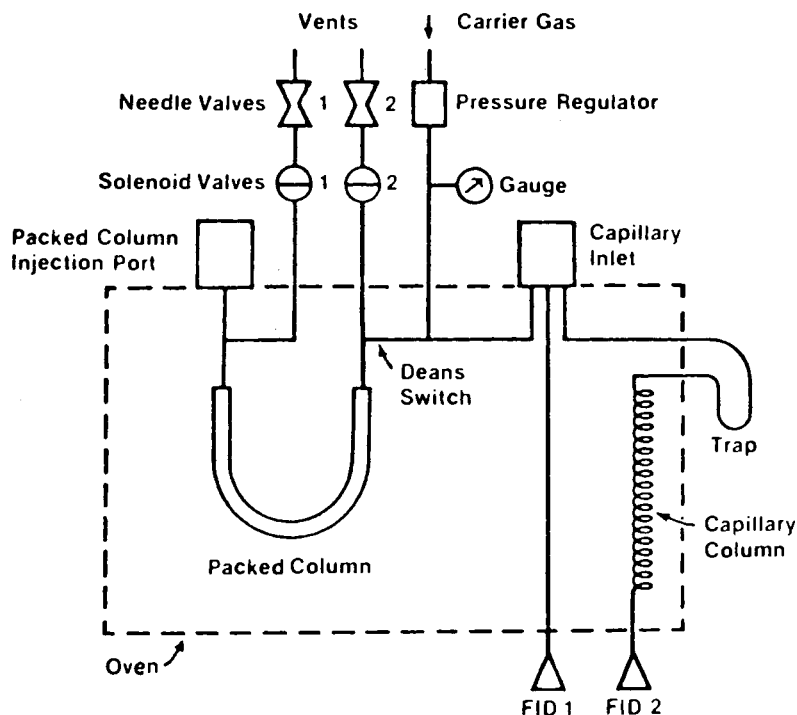 Vents
Carrier Gas
Needle Valves 1 2
Pressure Regulator
Solenoid Valves 1 2
Gauge
Packed Column
Injection Port
Capillary
Inlet
Deans
Switch
Trap
Packed Column
Capillary
Column
Oven
FID 1
FID 2